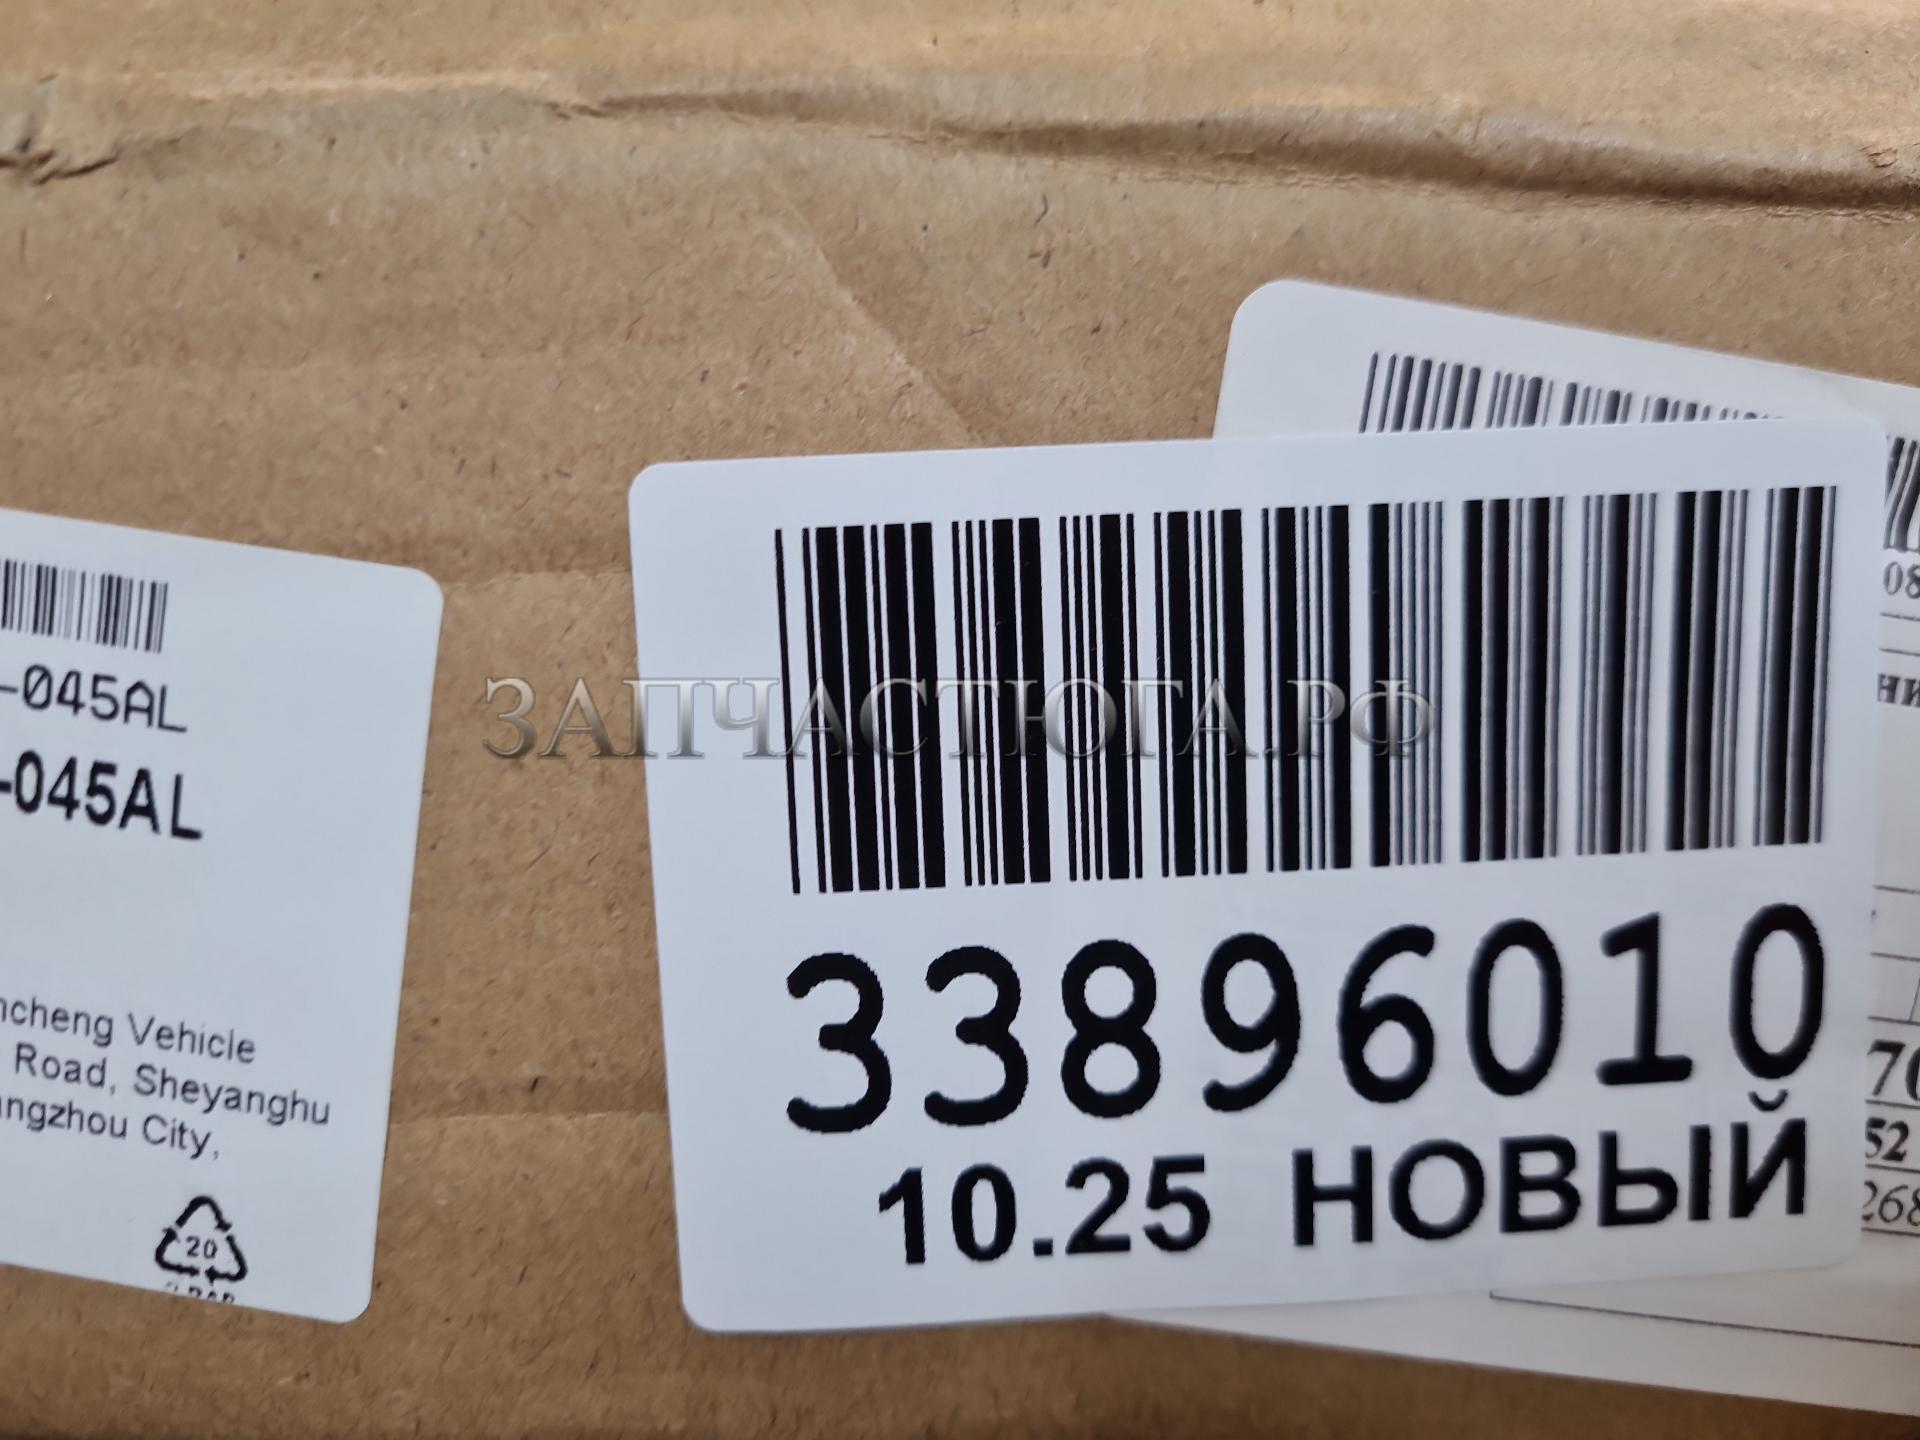 -045AL
-045AL
ncheng Vehicle
Road, Sheyanghu
angzhou City,
20
ЗАПЧАСТЮГА.РФ
33896010
10.25 НОВЫЙ
08
ни
70
52
268